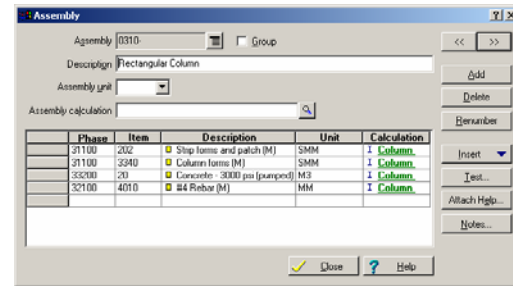 Assembly
Assembly 0310- Group << >>
Description Rectangular Column
Add
Assembly unit
Delete
Assembly calculation
Renumber
Phase Item Description Unit Calculation
31100 202 Strip forms and patch (M) SMM I Column
Insert
31100 3340 Column forms (M) SMM I Column
33200 20 Concrete - 3000 psi (pumped) M3 I Column
Test...
32100 4010 #4 Rebar (M) MM I Column
Attach Help...
Notes...
Close ? Help